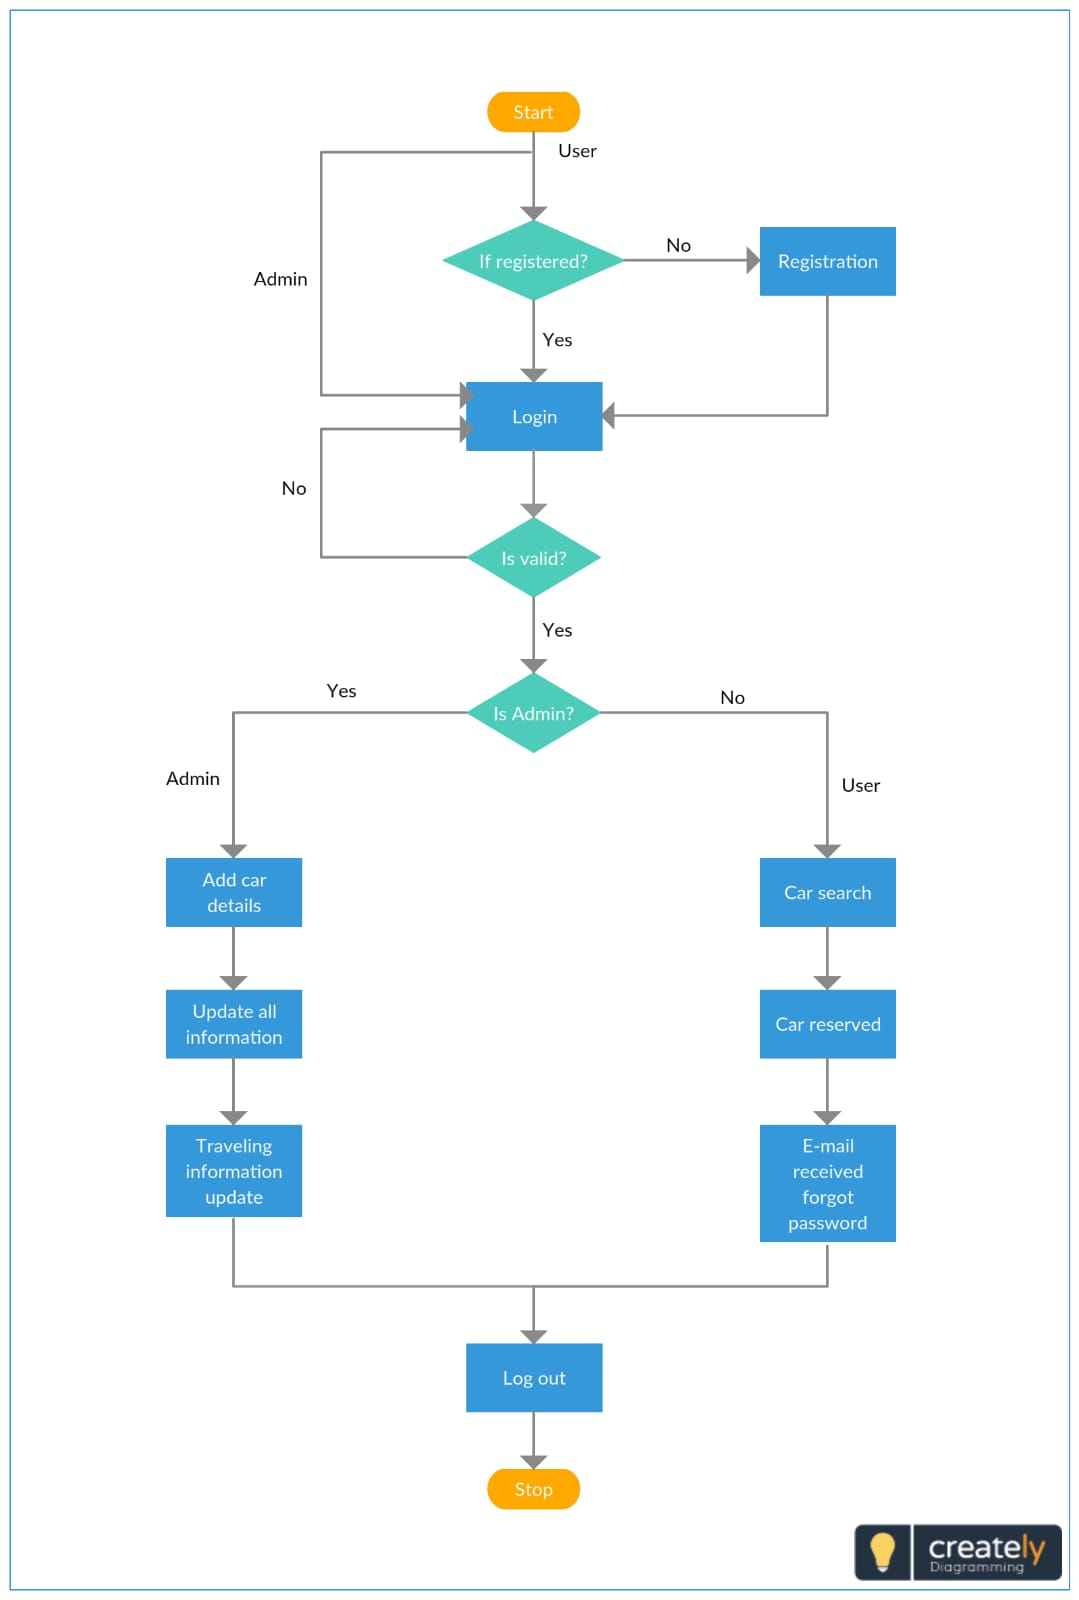 Start
User
If registered?
No
Registration
Admin
Yes
Login
No
Is valid?
Yes
Yes
Is Admin?
No
Admin
User
Add car
details
Car search
Update all
information
Car reserved
Traveling
information
update
E-mail
received
forgot
password
Log out
Stop
creately
Diagramming